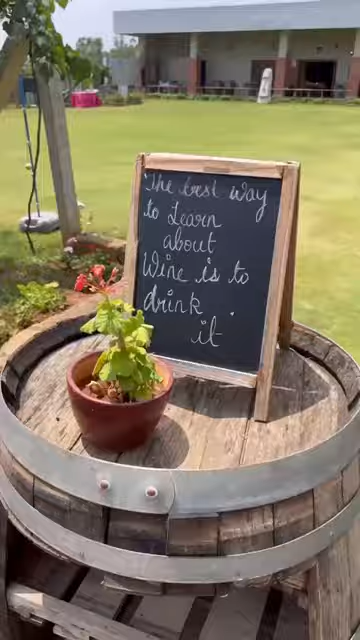 The best way
to Learn
about
Wine is to
drink .
it